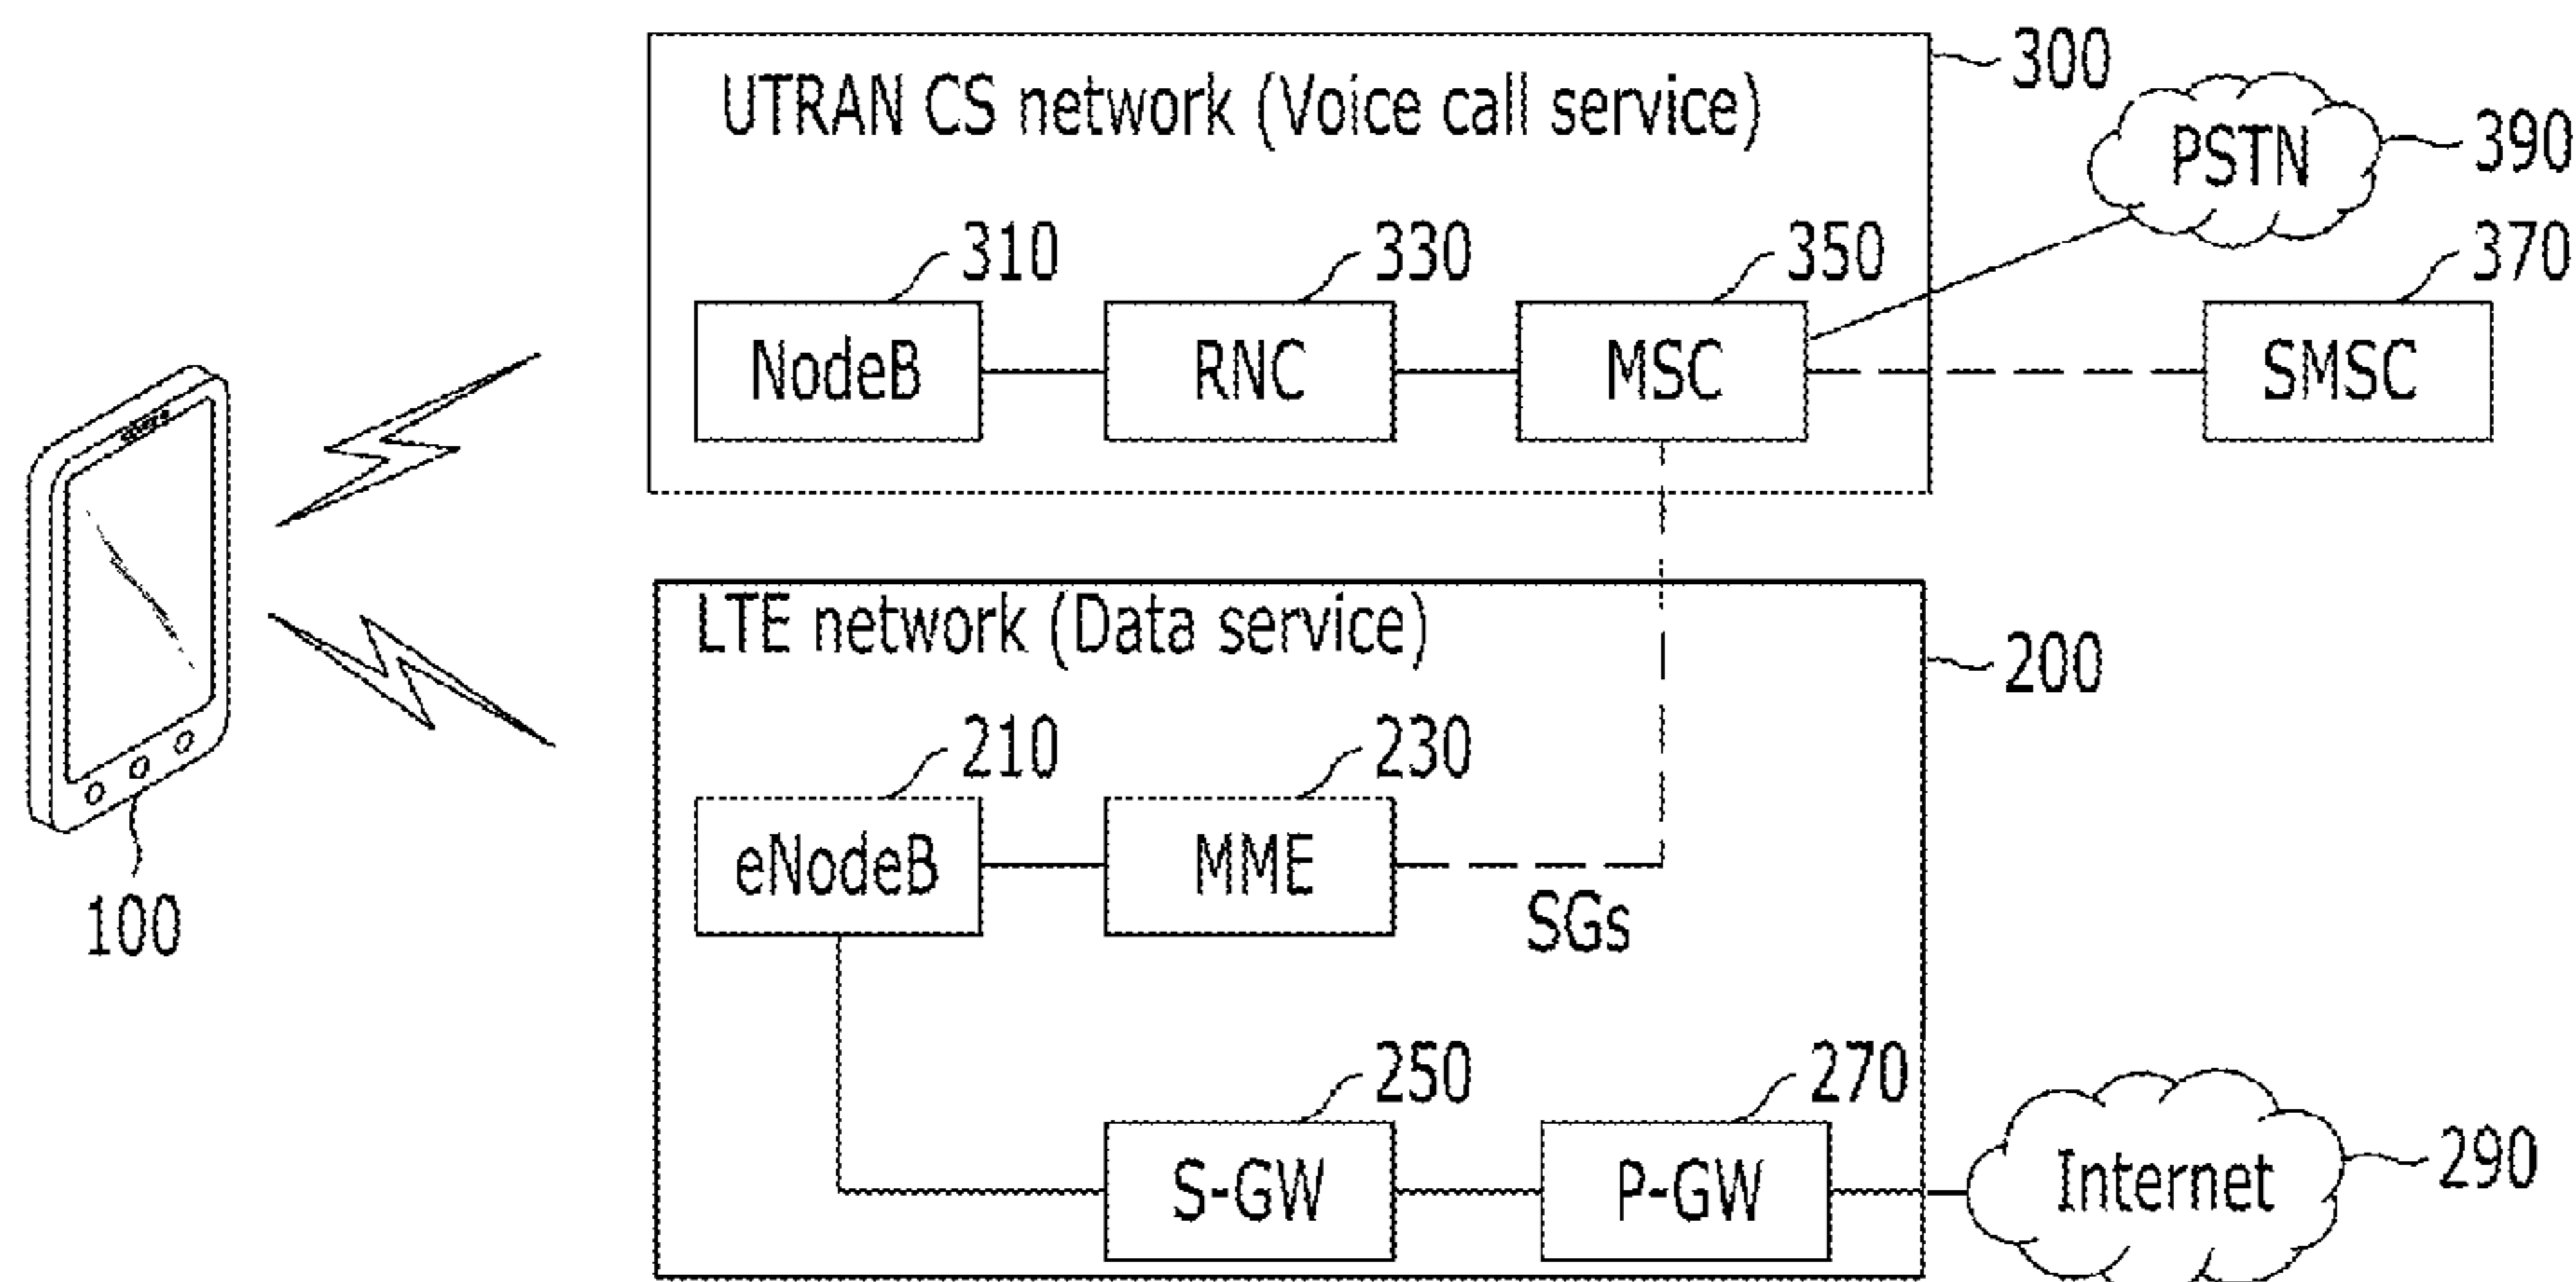 300
UTRAN CS network (Voice call service)
PSTN
390
310
330
350
370
NodeB
RNC
MSC
SMSC
LTE network (Data service)
200
210
230
eNodeB
MME
SGs
100
250
270
S-GW
P-GW
Internet
290